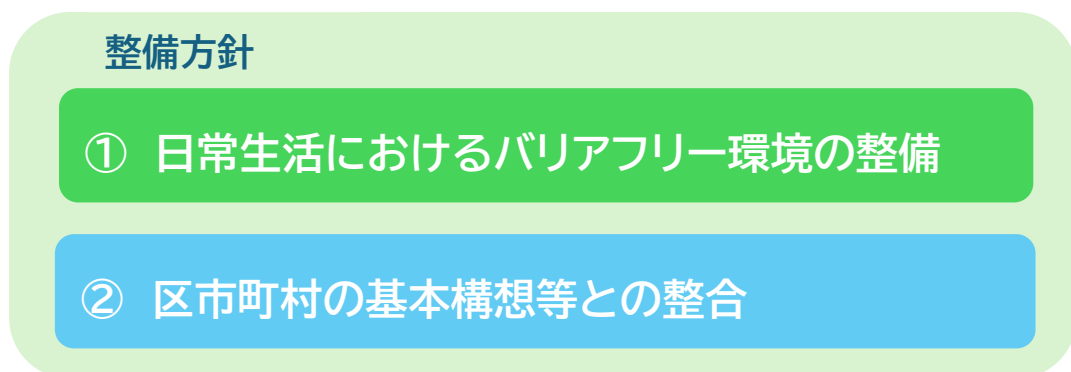 整備方針
① 日常生活におけるバリアフリー環境の整備
② 区市町村の基本構想等との整合